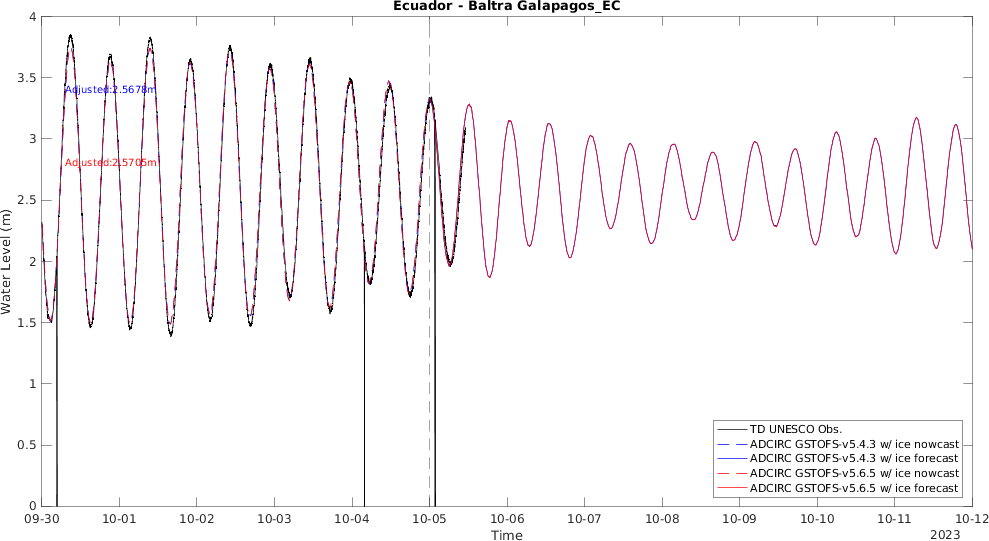 Ecuador - Baltra Galapagos_EC
Water Level (m)
4
3.5
3
2.5
2
1.5
1
0.5
0
Adjusted:2.5678m
Adjusted:2.5705m
TD UNESCO Obs.
ADCIRC GSTOFS-v5.4.3 w/ ice nowcast
ADCIRC GSTOFS-v5.4.3 w/ ice forecast
ADCIRC GSTOFS-v5.6.5 w/ ice nowcast
ADCIRC GSTOFS-v5.6.5 w/ ice forecast
09-30 10-01 10-02 10-03 10-04 10-05 10-06 10-07 10-08 10-09 10-10 10-11 10-12
Time
2023